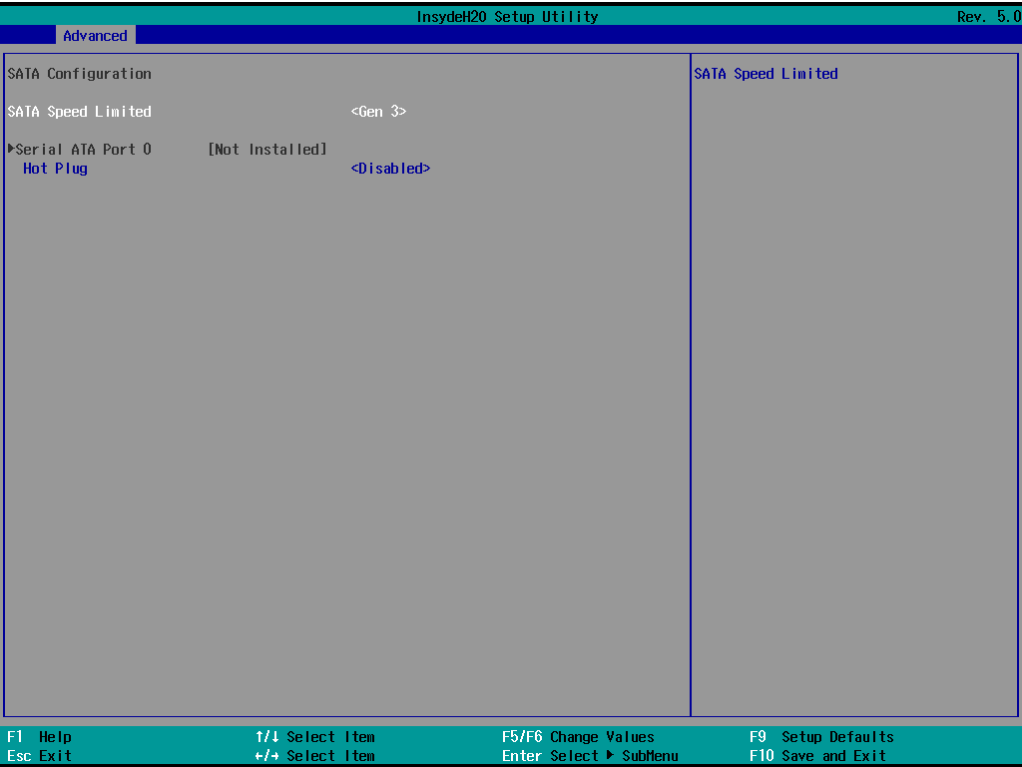 InsydeH20 Setup Utility Rev. 5.0
Advanced
SATA Configuration
SATA Speed Limited <Gen 3>
▶Serial ATA Port 0 [Not Installed]
Hot Plug <Disabled>
SATA Speed Limited
F1 Help ↑/↓ Select Item F5/F6 Change Values F9 Setup Defaults
Esc Exit ←/→ Select Item Enter Select ▶ SubMenu F10 Save and Exit